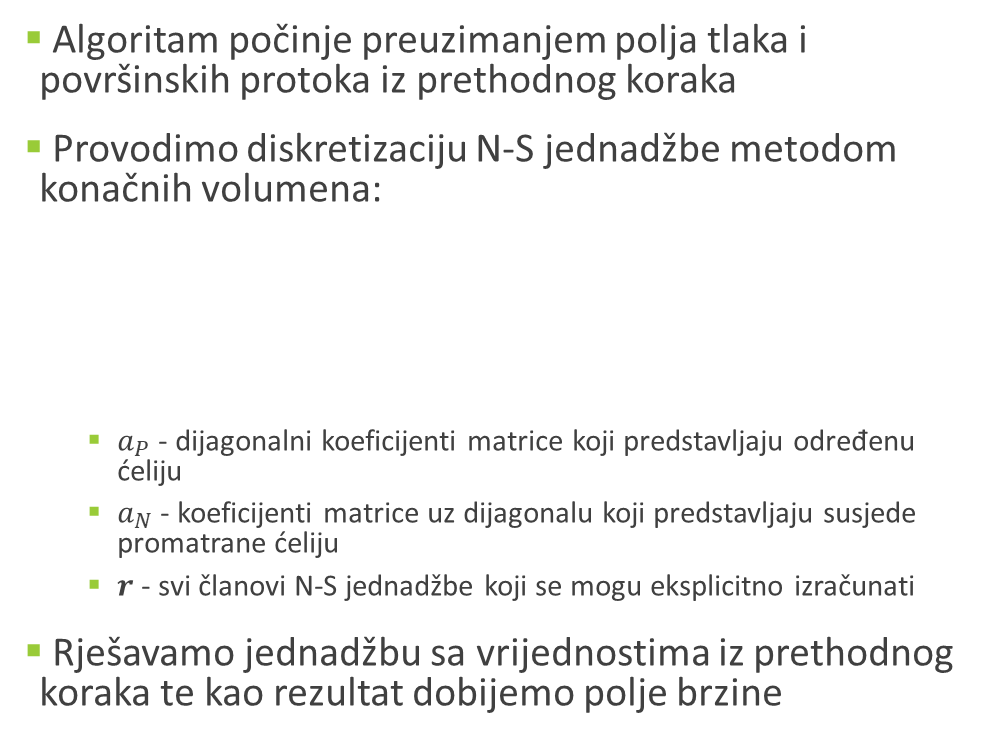 ▪ Algoritam počinje preuzimanjem polja tlaka i
površinskih protoka iz prethodnog koraka
▪ Provodimo diskretizaciju N-S jednadžbe metodom
konačnih volumena:
▪ a_P - dijagonalni koeficijenti matrice koji predstavljaju određenu
ćeliju
▪ a_N - koeficijenti matrice uz dijagonalu koji predstavljaju susjede
promatrane ćeliju
▪ r - svi članovi N-S jednadžbe koji se mogu eksplicitno izračunati
▪ Rješavamo jednadžbu sa vrijednostima iz prethodnog
koraka te kao rezultat dobijemo polje brzine